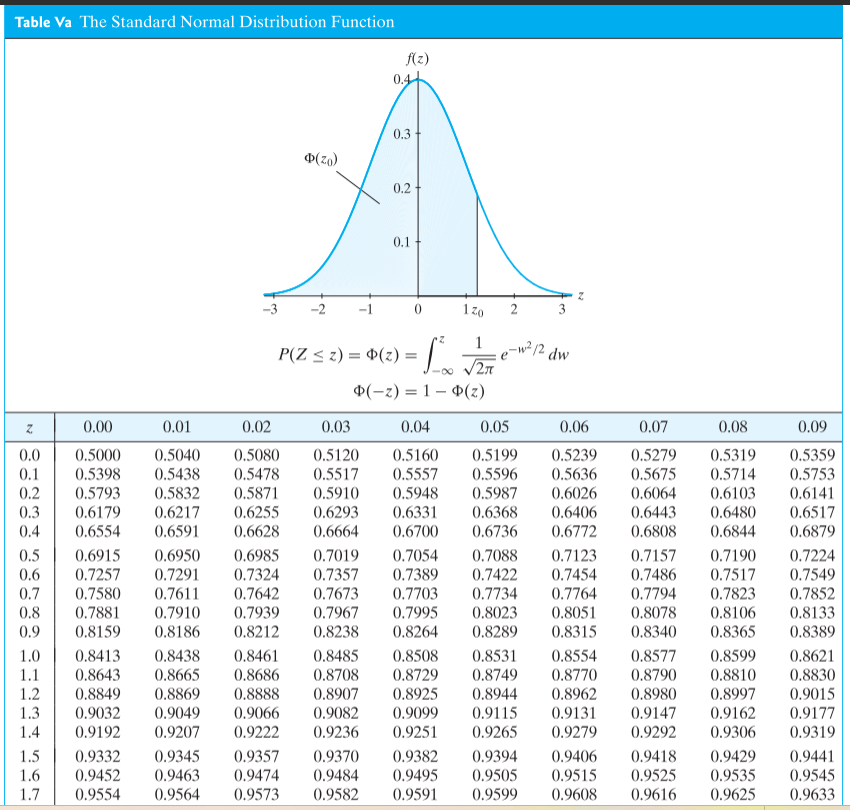 Table Va The Standard Normal Distribution Function
f(z)
0.4
0.3
Φ(z₀)
0.2
0.1
z
−3 −2 −1 0 1 z₀ 2 3
P(Z ≤ z) = Φ(z) = ∫_{−∞}^{z} 1/√2π e^{−w²/2} dw
Φ(−z) = 1 − Φ(z)
z 0.00 0.01 0.02 0.03 0.04 0.05 0.06 0.07 0.08 0.09
0.0 0.5000 0.5040 0.5080 0.5120 0.5160 0.5199 0.5239 0.5279 0.5319 0.5359
0.1 0.5398 0.5438 0.5478 0.5517 0.5557 0.5596 0.5636 0.5675 0.5714 0.5753
0.2 0.5793 0.5832 0.5871 0.5910 0.5948 0.5987 0.6026 0.6064 0.6103 0.6141
0.3 0.6179 0.6217 0.6255 0.6293 0.6331 0.6368 0.6406 0.6443 0.6480 0.6517
0.4 0.6554 0.6591 0.6628 0.6664 0.6700 0.6736 0.6772 0.6808 0.6844 0.6879
0.5 0.6915 0.6950 0.6985 0.7019 0.7054 0.7088 0.7123 0.7157 0.7190 0.7224
0.6 0.7257 0.7291 0.7324 0.7357 0.7389 0.7422 0.7454 0.7486 0.7517 0.7549
0.7 0.7580 0.7611 0.7642 0.7673 0.7703 0.7734 0.7764 0.7794 0.7823 0.7852
0.8 0.7881 0.7910 0.7939 0.7967 0.7995 0.8023 0.8051 0.8078 0.8106 0.8133
0.9 0.8159 0.8186 0.8212 0.8238 0.8264 0.8289 0.8315 0.8340 0.8365 0.8389
1.0 0.8413 0.8438 0.8461 0.8485 0.8508 0.8531 0.8554 0.8577 0.8599 0.8621
1.1 0.8643 0.8665 0.8686 0.8708 0.8729 0.8749 0.8770 0.8790 0.8810 0.8830
1.2 0.8849 0.8869 0.8888 0.8907 0.8925 0.8944 0.8962 0.8980 0.8997 0.9015
1.3 0.9032 0.9049 0.9066 0.9082 0.9099 0.9115 0.9131 0.9147 0.9162 0.9177
1.4 0.9192 0.9207 0.9222 0.9236 0.9251 0.9265 0.9279 0.9292 0.9306 0.9319
1.5 0.9332 0.9345 0.9357 0.9370 0.9382 0.9394 0.9406 0.9418 0.9429 0.9441
1.6 0.9452 0.9463 0.9474 0.9484 0.9495 0.9505 0.9515 0.9525 0.9535 0.9545
1.7 0.9554 0.9564 0.9573 0.9582 0.9591 0.9599 0.9608 0.9616 0.9625 0.9633